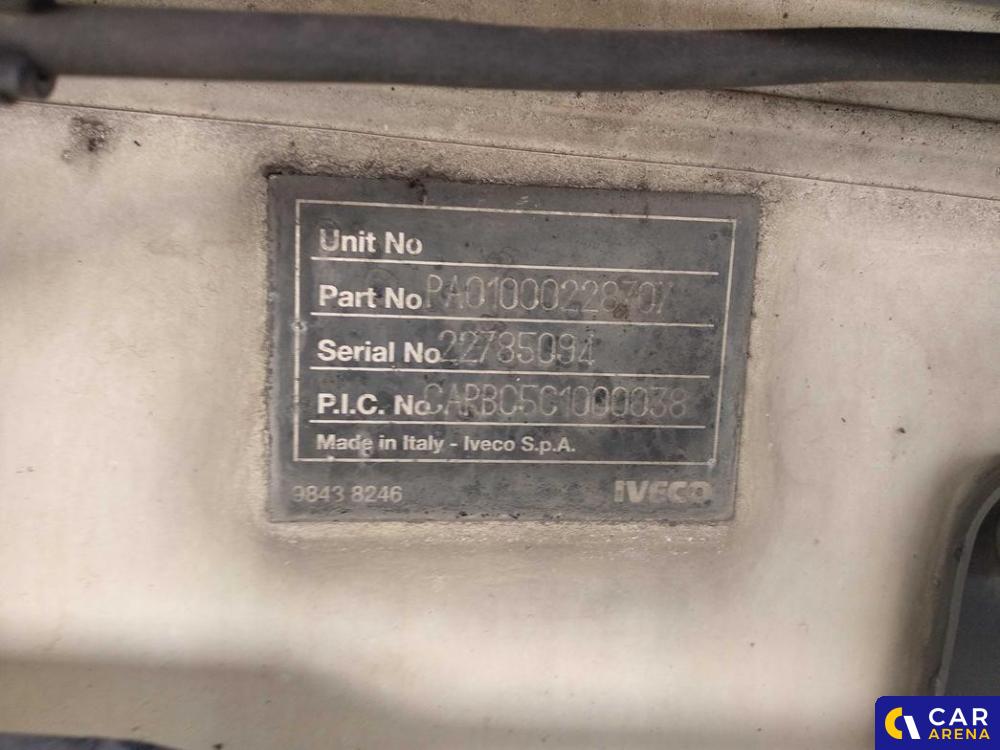 Unit No
Part No PA01000228707
Serial No 22785094
P.I.C. No CARBC5C1000038
Made in Italy - Iveco S.p.A.
9843 8246 IVECO
CAR
ARENA